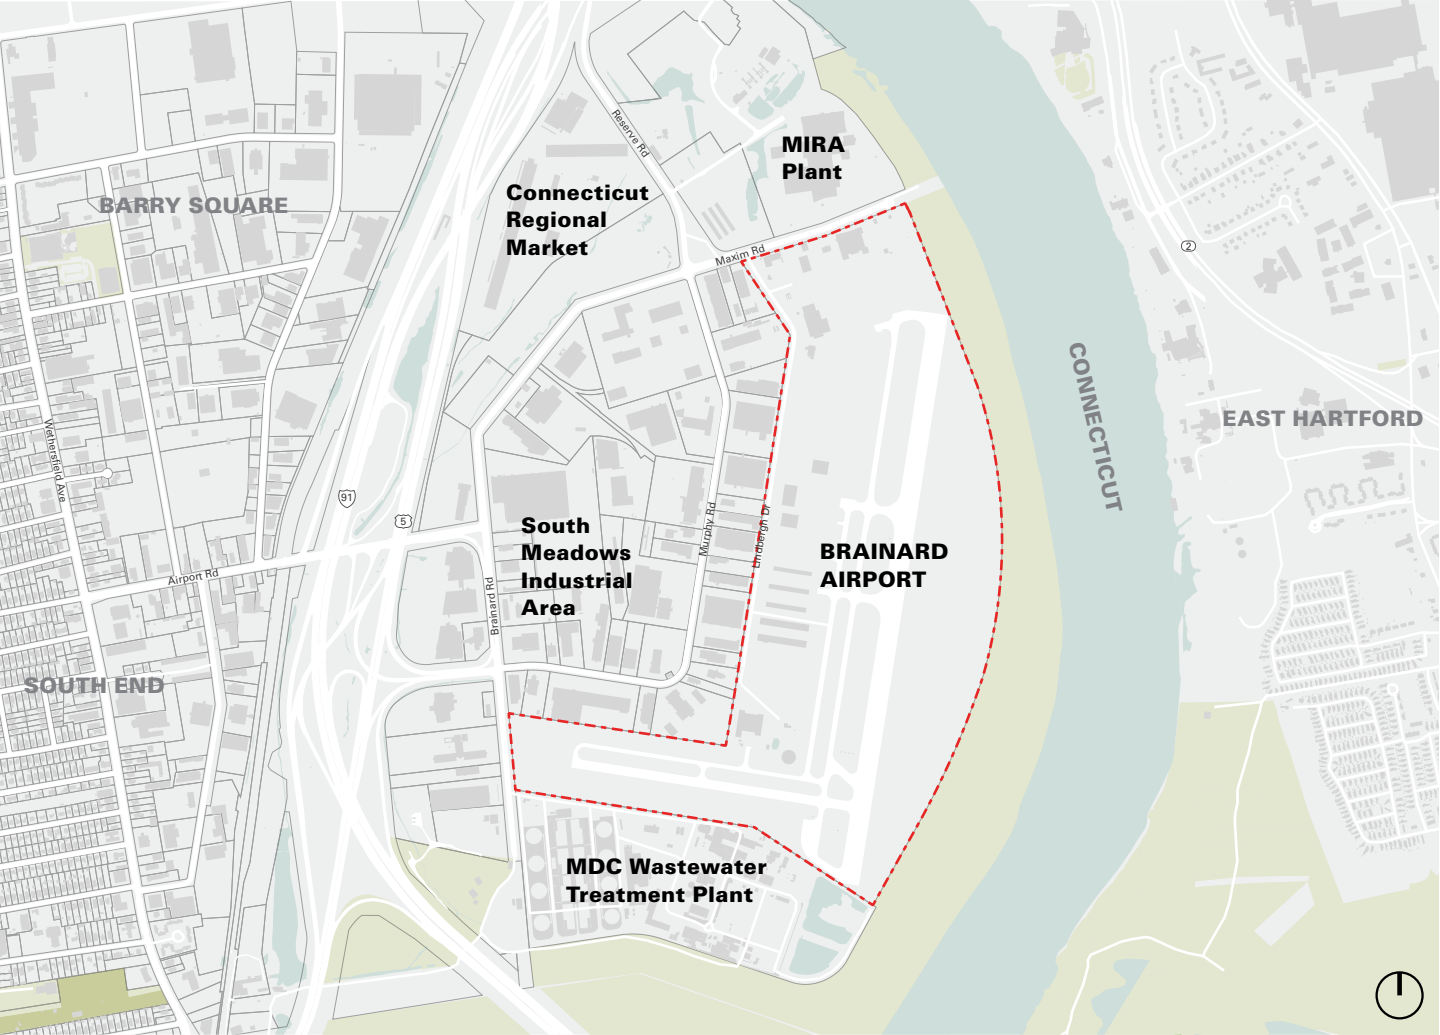 MIRA
Plant
Reserve Rd
Connecticut
Regional
Market
BARRY SQUARE
Maxim Rd
2
CONNECTICUT
EAST HARTFORD
Wethersfield Ave
91
5
South
Meadows
Industrial
Area
Murphy Rd
Lindbergh Dr
BRAINARD
AIRPORT
Airport Rd
Brainard Rd
SOUTH END
MDC Wastewater
Treatment Plant